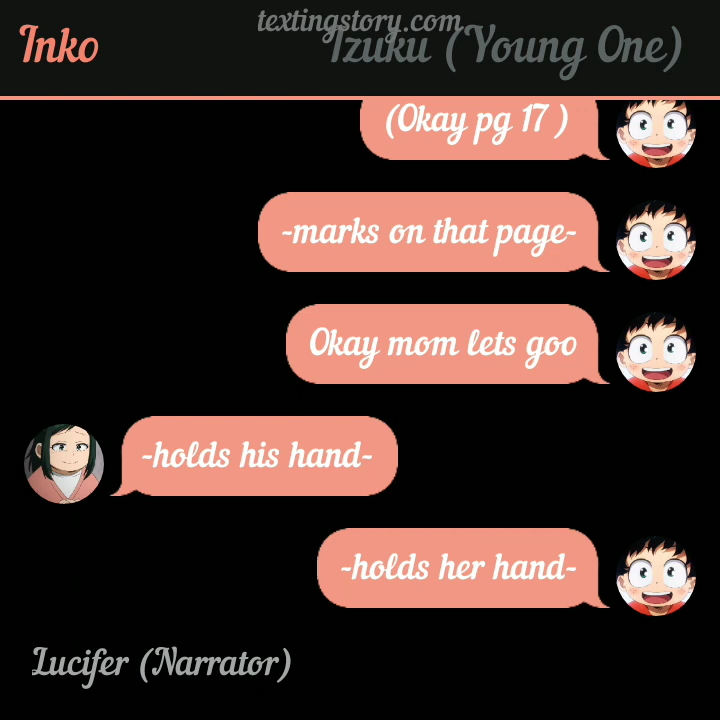 textingstory.com
Inko
Izuku (Young One)
(Okay pg 17 )
-marks on that page-
Okay mom lets goo
-holds his hand-
-holds her hand-
Lucifer (Narrator)